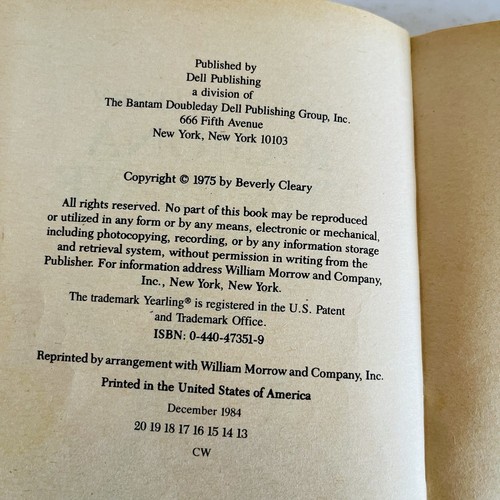 Published by
Dell Publishing
a division of
The Bantam Doubleday Dell Publishing Group, Inc.
666 Fifth Avenue
New York, New York 10103
Copyright © 1975 by Beverly Cleary
All rights reserved. No part of this book may be reproduced
or utilized in any form or by any means, electronic or mechanical,
including photocopying, recording, or by any information storage
and retrieval system, without permission in writing from the
Publisher. For information address William Morrow and Company,
Inc., New York, New York.
The trademark Yearling® is registered in the U.S. Patent
and Trademark Office.
ISBN: 0-440-47351-9
Reprinted by arrangement with William Morrow and Company, Inc.
Printed in the United States of America
December 1984
20 19 18 17 16 15 14 13
CW